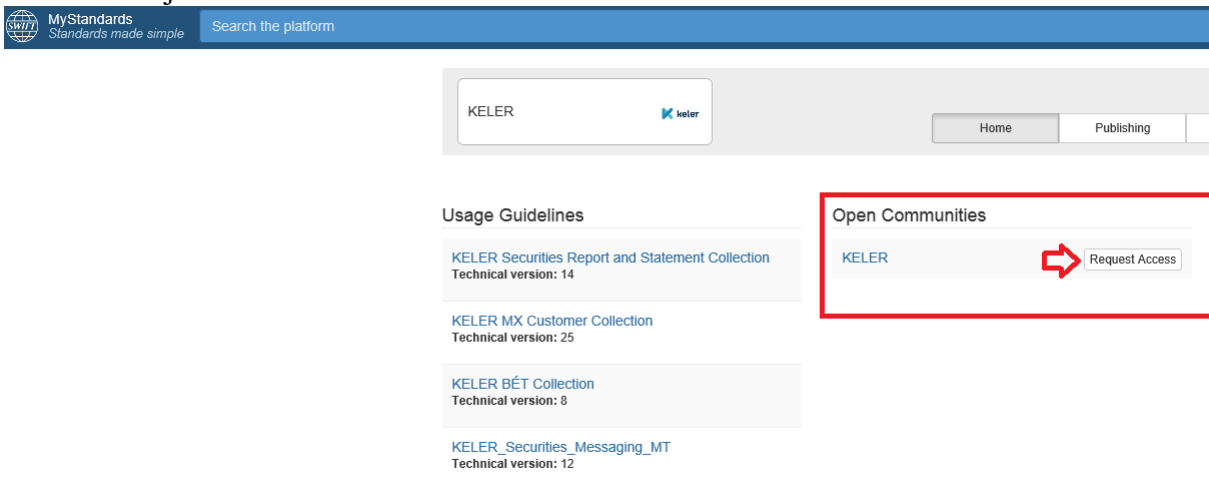 SWIFT
MyStandards
Standards made simple
Search the platform
KELER
keler
Home
Publishing
Usage Guidelines
KELER Securities Report and Statement Collection
Technical version: 14
KELER MX Customer Collection
Technical version: 25
KELER BÉT Collection
Technical version: 8
KELER_Securities_Messaging_MT
Technical version: 12
Open Communities
KELER
Request Access